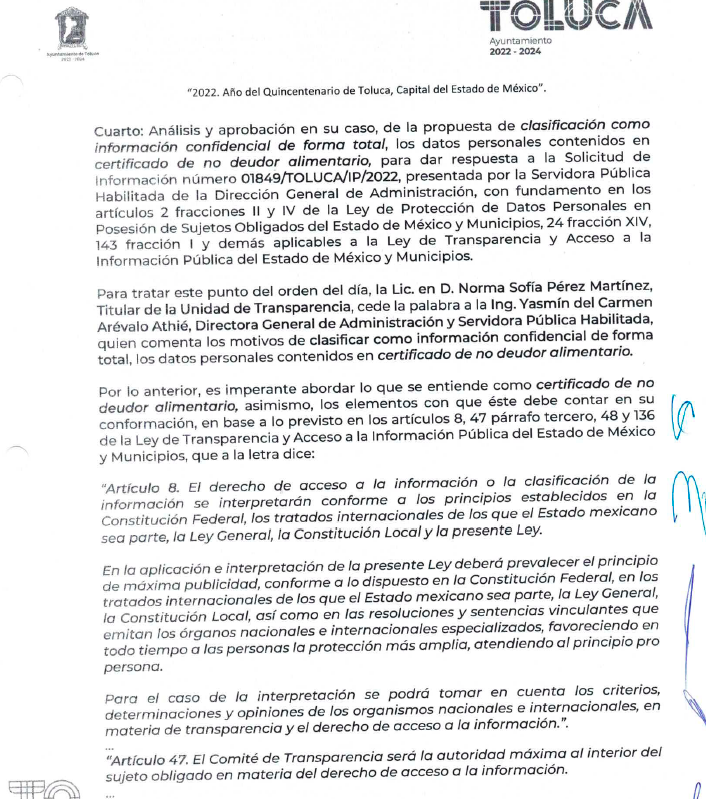 TOLUCA
Ayuntamiento
2022 - 2024
Ayuntamiento de Toluca
2022 - 2024
"2022. Año del Quincentenario de Toluca, Capital del Estado de México".
Cuarto: Análisis y aprobación en su caso, de la propuesta de clasificación como
información confidencial de forma total, los datos personales contenidos en
certificado de no deudor alimentario, para dar respuesta a la Solicitud de
Información número 01849/TOLUCA/IP/2022, presentada por la Servidora Pública
Habilitada de la Dirección General de Administración, con fundamento en los
artículos 2 fracciones II y IV de la Ley de Protección de Datos Personales en
Posesión de Sujetos Obligados del Estado de México y Municipios, 24 fracción XIV,
143 fracción I y demás aplicables a la Ley de Transparencia y Acceso a la
Información Pública del Estado de México y Municipios.
Para tratar este punto del orden del día, la Lic. en D. Norma Sofía Pérez Martínez,
Titular de la Unidad de Transparencia, cede la palabra a la Ing. Yasmín del Carmen
Arévalo Athié, Directora General de Administración y Servidora Pública Habilitada,
quien comenta los motivos de clasificar como información confidencial de forma
total, los datos personales contenidos en certificado de no deudor alimentario.
Por lo anterior, es imperante abordar lo que se entiende como certificado de no
deudor alimentario, asimismo, los elementos con que éste debe contar en su
conformación, en base a lo previsto en los artículos 8, 47 párrafo tercero, 48 y 136
de la Ley de Transparencia y Acceso a la Información Pública del Estado de México
y Municipios, que a la letra dice:
"Artículo 8. El derecho de acceso a la información o la clasificación de la
información se interpretarán conforme a los principios establecidos en la
Constitución Federal, los tratados internacionales de los que el Estado mexicano
sea parte, la Ley General, la Constitución Local y la presente Ley.
En la aplicación e interpretación de la presente Ley deberá prevalecer el principio
de máxima publicidad, conforme a lo dispuesto en la Constitución Federal, en los
tratados internacionales de los que el Estado mexicano sea parte, la Ley General,
la Constitución Local, así como en las resoluciones y sentencias vinculantes que
emitan los órganos nacionales e internacionales especializados, favoreciendo en
todo tiempo a las personas la protección más amplia, atendiendo al principio pro
persona.
Para el caso de la interpretación se podrá tomar en cuenta los criterios,
determinaciones y opiniones de los organismos nacionales e internacionales, en
materia de transparencia y el derecho de acceso a la información.".
...
"Artículo 47. El Comité de Transparencia será la autoridad máxima al interior del
sujeto obligado en materia del derecho de acceso a la información.
...